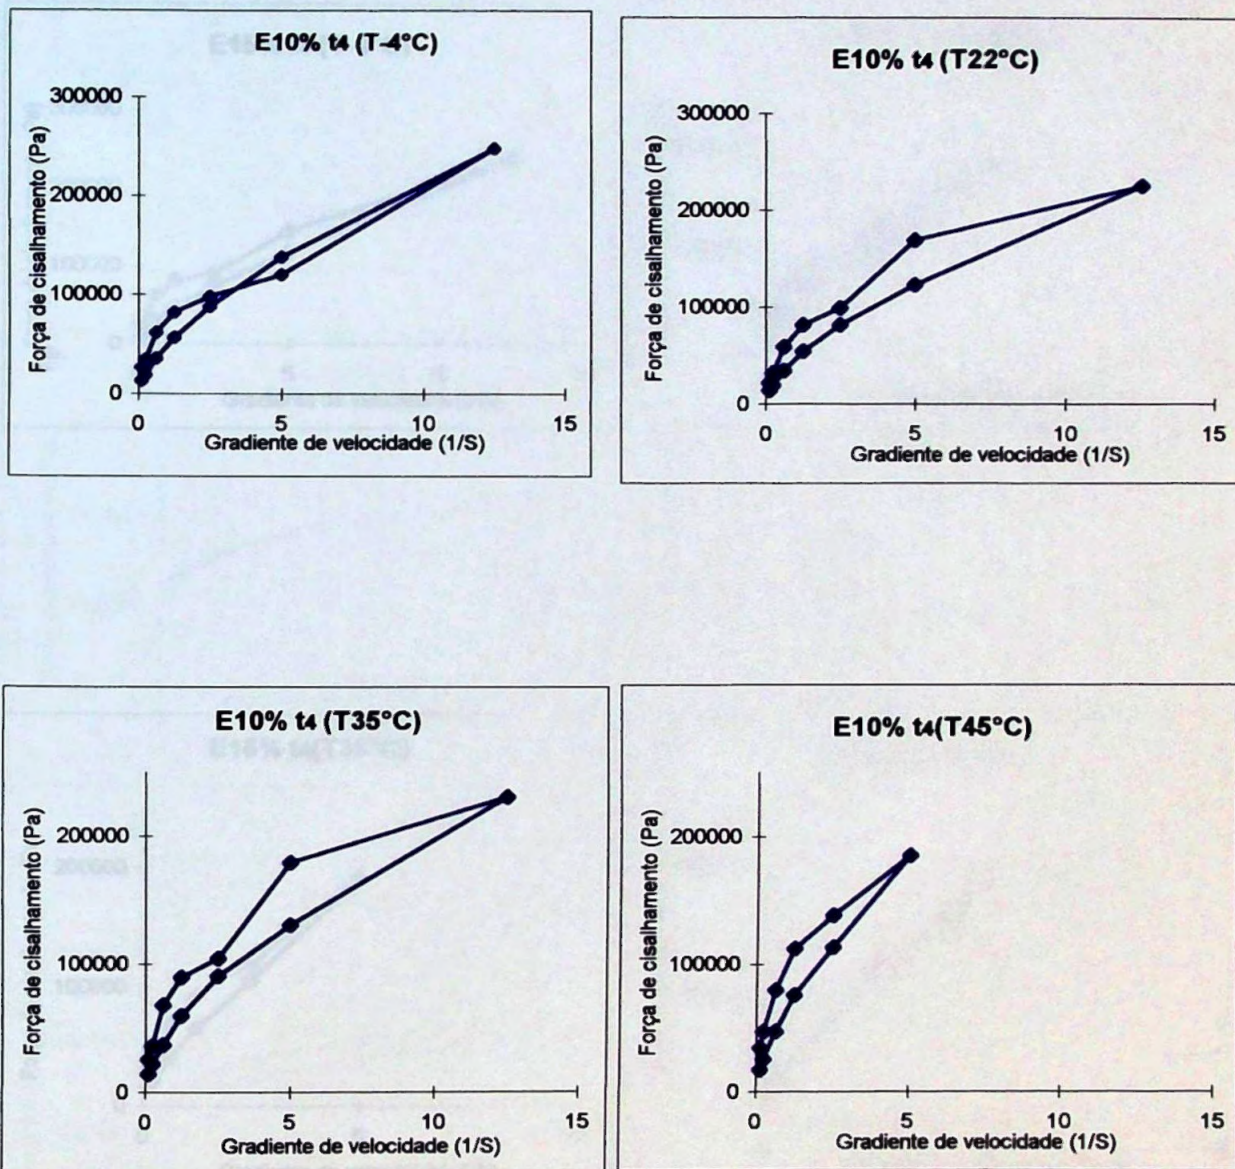 E10% t4 (T-4°C)
Força de cisalhamento (Pa)
300000
200000
100000
0
0
5
10
15
Gradiente de velocidade (1/S)
E10% t4 (T22°C)
Força de cisalhamento (Pa)
300000
200000
100000
0
0
5
10
15
Gradiente de velocidade (1/S)
E10% t4 (T35°C)
Força de cisalhamento (Pa)
200000
100000
0
0
5
10
15
Gradiente de velocidade (1/S)
E10% t4(T45°C)
Força de cisalhamento (Pa)
200000
100000
0
0
5
10
15
Gradiente de velocidade (1/S)